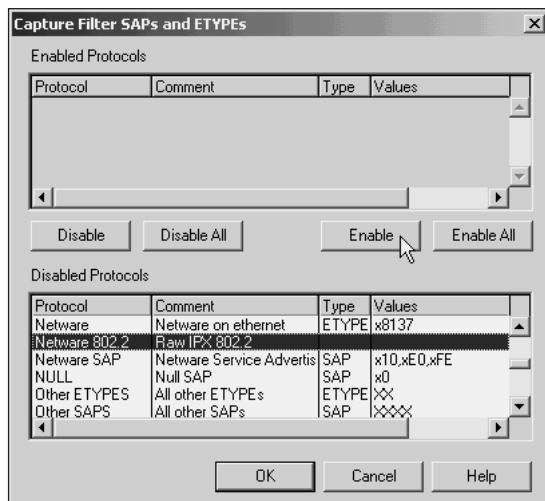 Capture Filter SAPs and ETYPEs
Enabled Protocols
Protocol Comment Type Values
Disable Disable All Enable Enable All
Disabled Protocols
Protocol Comment Type Values
Netware Netware on ethernet ETYPE x8137
Netware 802.2 Raw IPX 802.2
Netware SAP Netware Service Advertis SAP x10,xE0,xFE
NULL Null SAP SAP x0
Other ETYPES All other ETYPEs ETYPE XX
Other SAPS All other SAPs SAP XXXX
OK Cancel Help